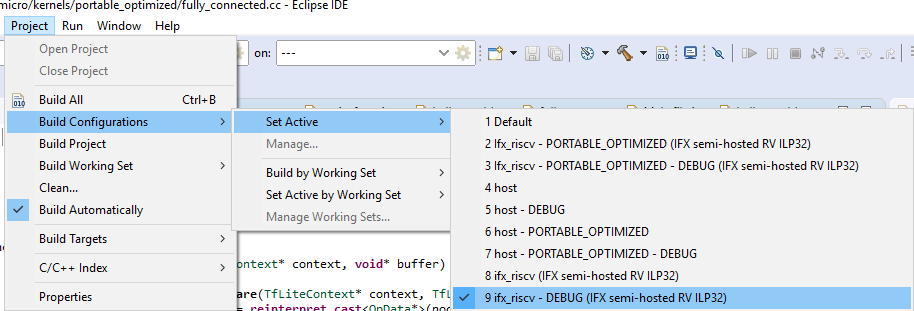 micro/kernels/portable_optimized/fully_connected.cc - Eclipse IDE
Project Run Window Help
Open Project
Close Project
Build All Ctrl+B
Build Configurations
Build Project
Build Working Set
Clean...
Build Automatically
Build Targets
C/C++ Index
Properties
on: ---
Set Active
Manage...
Build by Working Set
Set Active by Working Set
Manage Working Sets...
1 Default
2 Ifx_riscv - PORTABLE_OPTIMIZED (IFX semi-hosted RV ILP32)
3 Ifx_riscv - PORTABLE_OPTIMIZED - DEBUG (IFX semi-hosted RV ILP32)
4 host
5 host - DEBUG
6 host - PORTABLE_OPTIMIZED
7 host - PORTABLE_OPTIMIZED - DEBUG
8 ifx_riscv (IFX semi-hosted RV ILP32)
9 ifx_riscv - DEBUG (IFX semi-hosted RV ILP32)
ontext* context, void* buffer)
are(TfLiteContext* context, TfL
= reinterpret_cast<OpData*>(nod